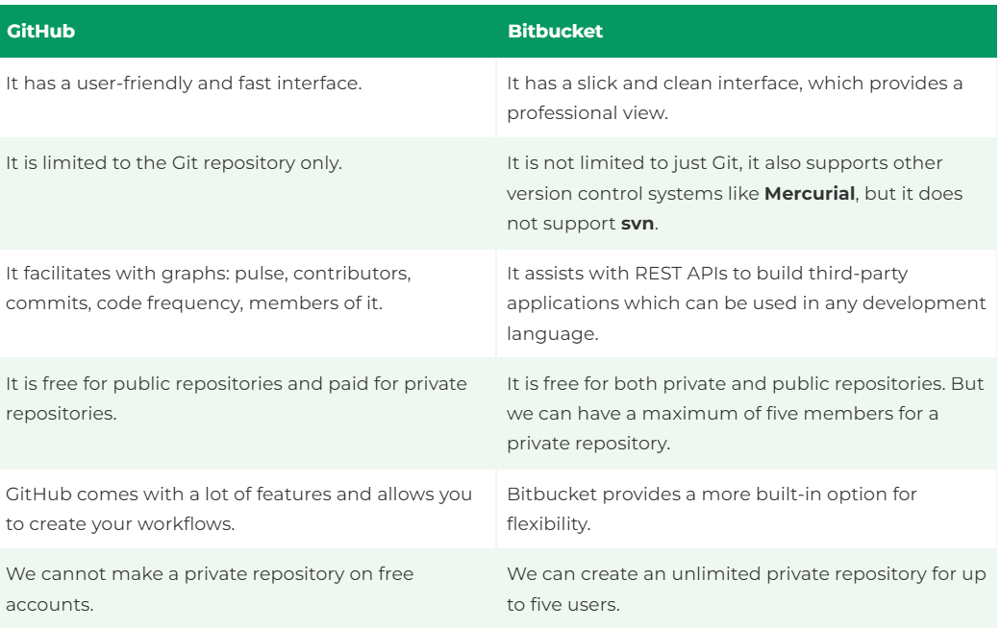 GitHub
Bitbucket
It has a user-friendly and fast interface.
It has a slick and clean interface, which provides a
professional view.
It is limited to the Git repository only.
It is not limited to just Git, it also supports other
version control systems like Mercurial, but it does
not support svn.
It facilitates with graphs: pulse, contributors,
commits, code frequency, members of it.
It assists with REST APIs to build third-party
applications which can be used in any development
language.
It is free for public repositories and paid for private
repositories.
It is free for both private and public repositories. But
we can have a maximum of five members for a
private repository.
GitHub comes with a lot of features and allows you
to create your workflows.
Bitbucket provides a more built-in option for
flexibility.
We cannot make a private repository on free
accounts.
We can create an unlimited private repository for up
to five users.